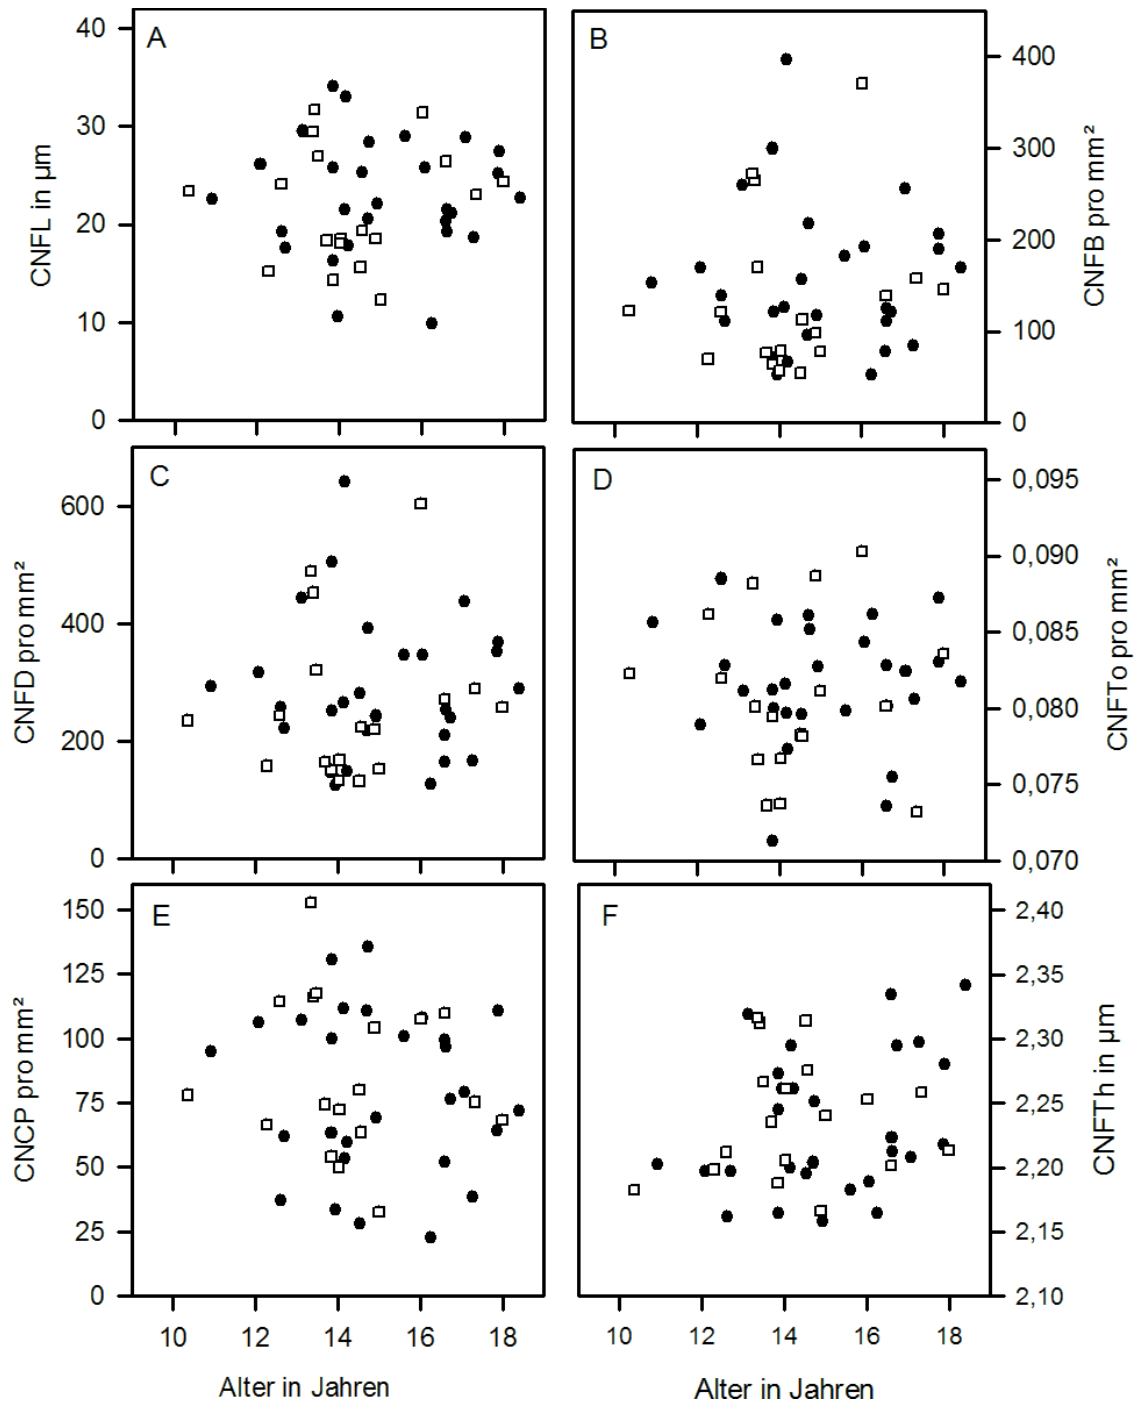 A
40
30
20
10
0
CNFL in µm
B
400
300
200
100
0
CNFB pro mm²
C
600
400
200
0
CNFD pro mm²
D
0,095
0,090
0,085
0,080
0,075
0,070
CNFTo pro mm²
E
150
125
100
75
50
25
0
CNCP pro mm²
10 12 14 16 18
Alter in Jahren
F
2,40
2,35
2,30
2,25
2,20
2,15
2,10
CNFTh in µm
10 12 14 16 18
Alter in Jahren